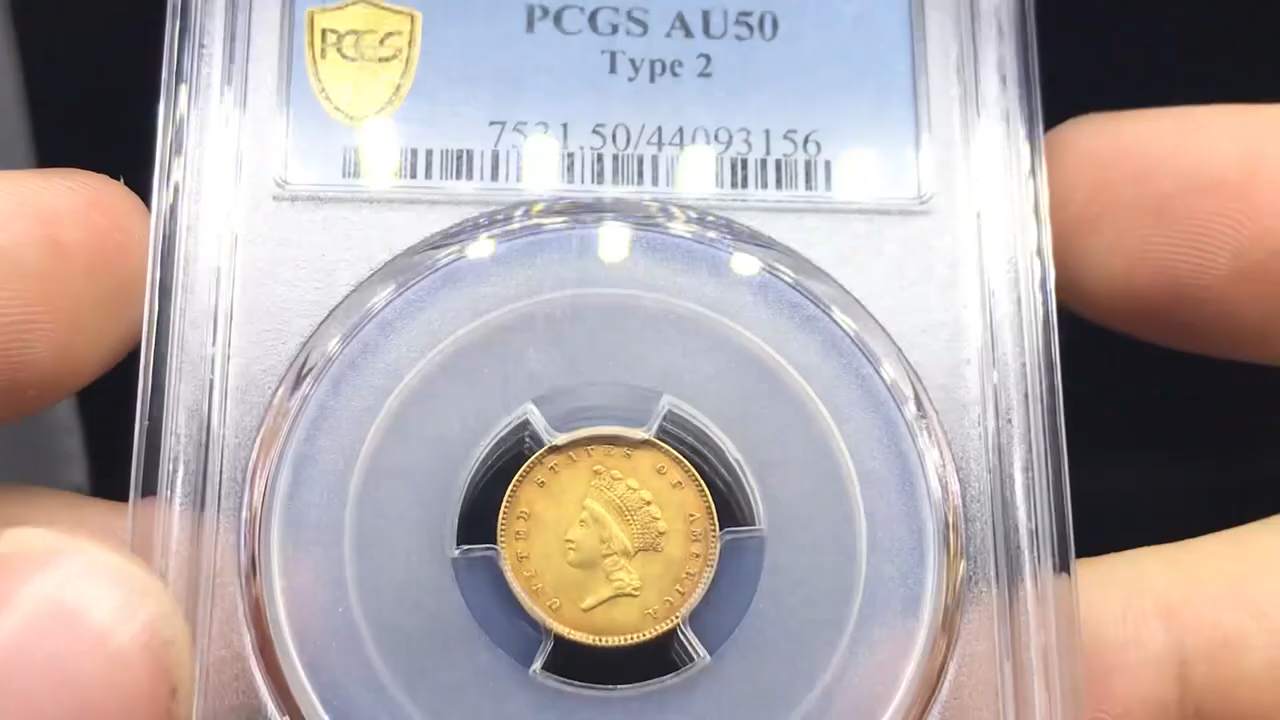 PCGS
PCGS AU50
Type 2
7531.50/44093156
UNITED STATES OF AMERICA